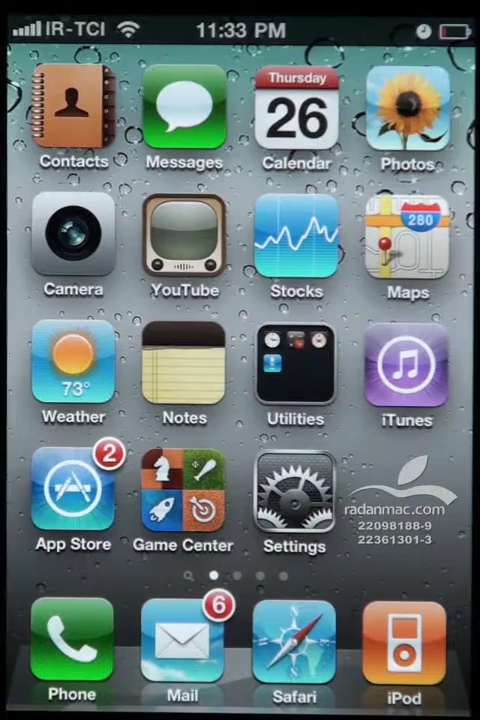 IR-TCI 11:33 PM
Thursday
26
280
Contacts Messages Calendar Photos
Camera YouTube Stocks Maps
73°
Weather Notes Utilities iTunes
2
radanmac.com
22098188-9
22361301-3
App Store Game Center Settings
6
Phone Mail Safari iPod